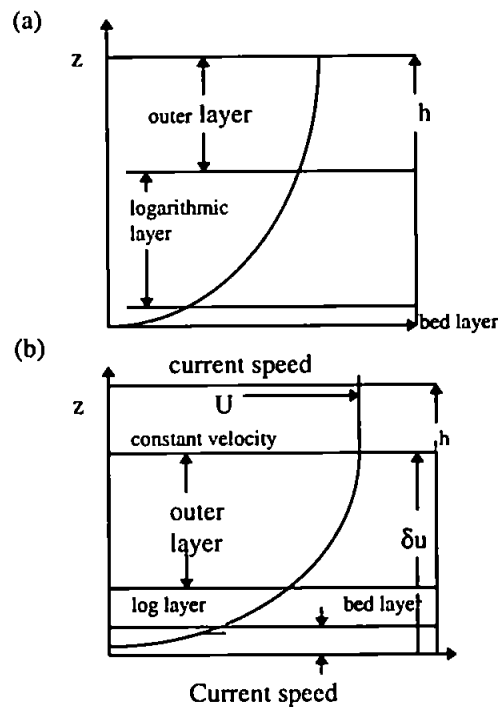 (a)
z
outer layer
h
logarithmic
layer
bed layer
(b)
current speed
z
U
h
constant velocity
outer
layer
δu
log layer
bed layer
Current speed